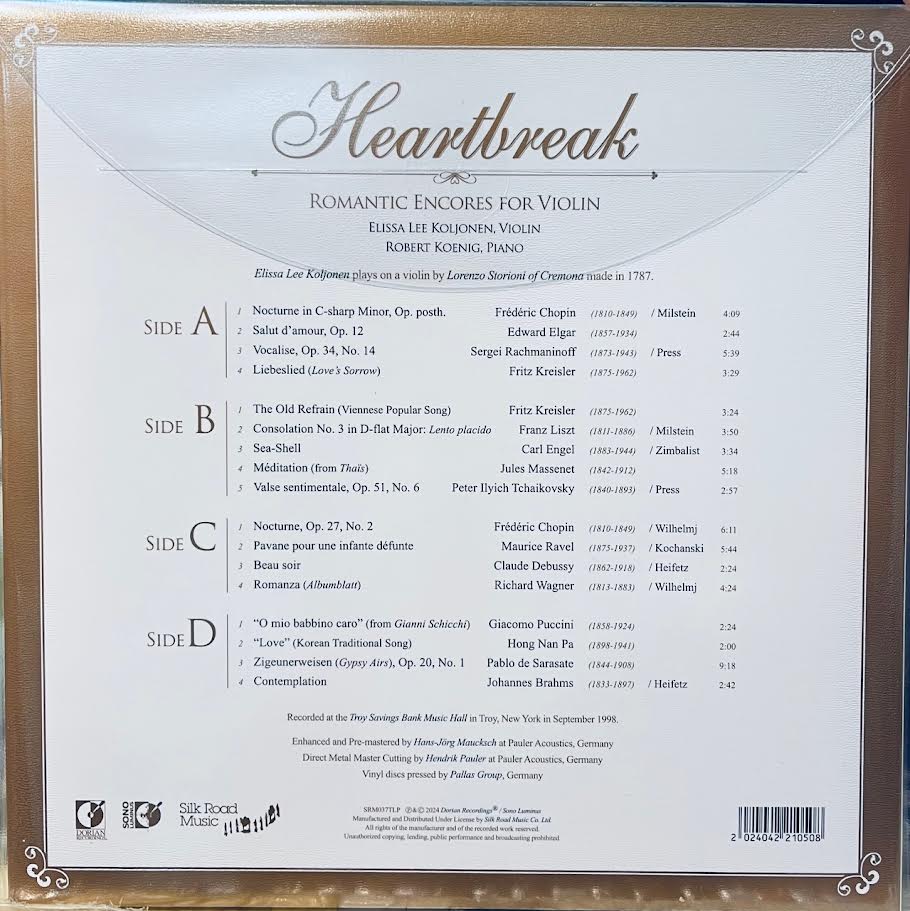 Heartbreak
ROMANTIC ENCORES FOR VIOLIN
ELISSA LEE KOLJONEN, VIOLIN
ROBERT KOENIG, PIANO
Elissa Lee Koljonen plays on a violin by Lorenzo Storioni of Cremona made in 1787.
SIDE A
1 Nocturne in C-sharp Minor, Op. posth. Frédéric Chopin (1810-1849) / Milstein 4:09
2 Salut d'amour, Op. 12 Edward Elgar (1857-1934) 2:44
3 Vocalise, Op. 34, No. 14 Sergei Rachmaninoff (1873-1943) / Press 5:39
4 Liebeslied (Love's Sorrow) Fritz Kreisler (1875-1962) 3:29
SIDE B
1 The Old Refrain (Viennese Popular Song) Fritz Kreisler (1875-1962) 3:24
2 Consolation No. 3 in D-flat Major: Lento placido Franz Liszt (1811-1886) / Milstein 3:50
3 Sea-Shell Carl Engel (1883-1944) / Zimbalist 3:34
4 Méditation (from Thaïs) Jules Massenet (1842-1912) 5:18
5 Valse sentimentale, Op. 51, No. 6 Peter Ilyich Tchaikovsky (1840-1893) / Press 2:57
SIDE C
1 Nocturne, Op. 27, No. 2 Frédéric Chopin (1810-1849) / Wilhelmj 6:11
2 Pavane pour une infante défunte Maurice Ravel (1875-1937) / Kochanski 5:44
3 Beau soir Claude Debussy (1862-1918) / Heifetz 2:24
4 Romanza (Albumblatt) Richard Wagner (1813-1883) / Wilhelmj 4:24
SIDE D
1 "O mio babbino caro" (from Gianni Schicchi) Giacomo Puccini (1858-1924) 2:24
2 "Love" (Korean Traditional Song) Hong Nan Pa (1898-1941) 2:00
3 Zigeunerweisen (Gypsy Airs), Op. 20, No. 1 Pablo de Sarasate (1844-1908) 9:18
4 Contemplation Johannes Brahms (1833-1897) / Heifetz 2:42
Recorded at the Troy Savings Bank Music Hall in Troy, New York in September 1998.
Enhanced and Pre-mastered by Hans-Jörg Maucksch at Pauler Acoustics, Germany
Direct Metal Master Cutting by Hendrik Pauler at Pauler Acoustics, Germany
Vinyl discs pressed by Pallas Group, Germany
DORIAN RECORDINGS
SONO LUMINUS
Silk Road Music
SRM037TLP ℗&© 2024 Dorian Recordings® / Sono Luminus
Manufactured and Distributed Under License by Silk Road Music Co. Ltd.
All rights of the manufacturer and of the recorded work reserved.
Unauthorized copying, lending, public performance and broadcasting prohibited.
2 024042 210508